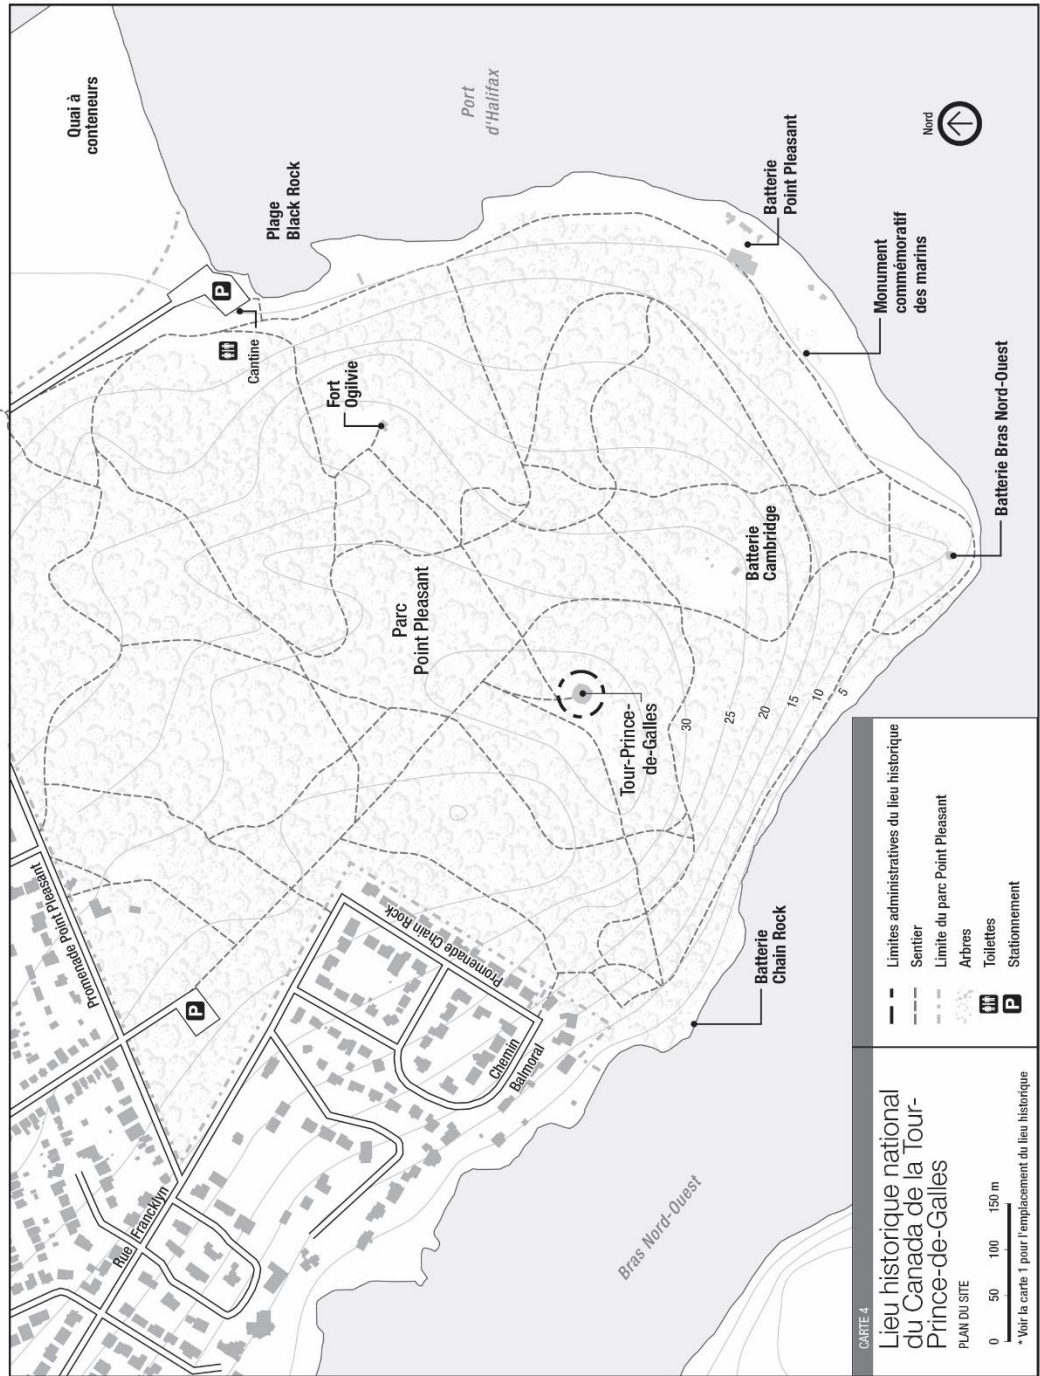 Quai à
conteneurs
Port
d'Halifax
Plage
Black Rock
P
Cantine
Fort
Ogilvie
Batterie
Point Pleasant
Monument
commémoratif
des marins
Nord
Parc
Point Pleasant
Batterie
Cambridge
Batterie Bras Nord-Ouest
Tour-Prince-
de-Galles
30
25
20
15
10
5
Promenade Point Pleasant
P
Promenade Chain Rock
Chemin
Balmoral
Batterie
Chain Rock
Rue Francklyn
Bras Nord-Ouest
CARTE 4
Lieu historique national
du Canada de la Tour-
Prince-de-Galles
PLAN DU SITE
0 50 100 150 m
* Voir la carte 1 pour l'emplacement du lieu historique
Limites administratives du lieu historique
Sentier
Limite du parc Point Pleasant
Arbres
Toilettes
P Stationnement